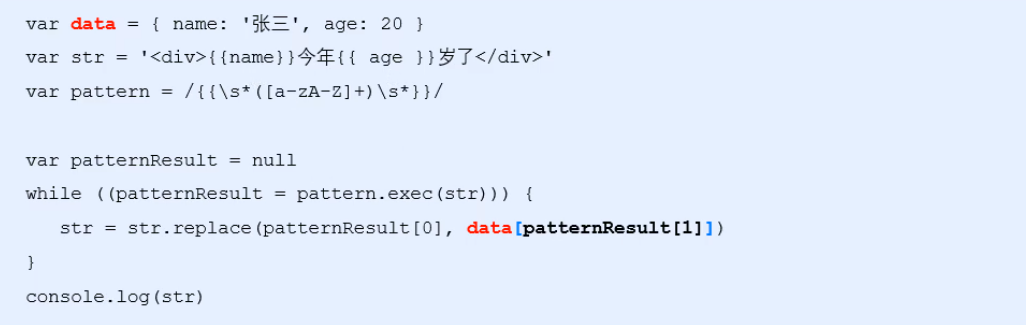 var data = { name: '张三', age: 20 }
var str = '<div>{{name}}今年{{ age }}岁了</div>'
var pattern = /{{\s*([a-zA-Z]+)\s*}}/
var patternResult = null
while ((patternResult = pattern.exec(str))) {
str = str.replace(patternResult[0], data[patternResult[1]])
}
console.log(str)